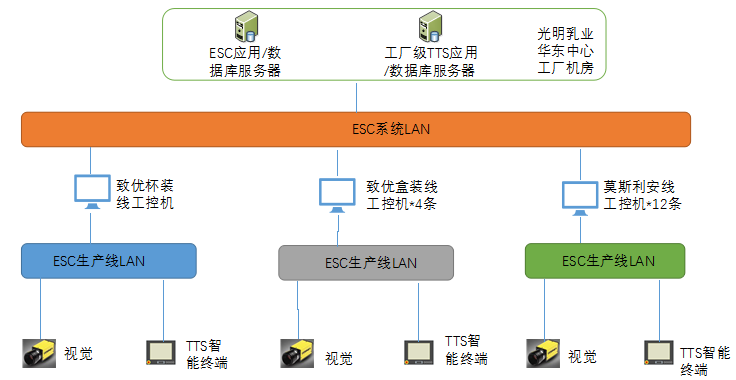 ESC应用/数
据库服务器
工厂级TTS应用
/数据库服务器
光明乳业
华东中心
工厂机房
ESC系统LAN
致优杯装
线工控机
致优盒装线
工控机*4条
莫斯利安线
工控机*12条
ESC生产线LAN
ESC生产线LAN
ESC生产线LAN
视觉
TTS智
能终端
视觉
TTS智
能终端
视觉
TTS智能
终端